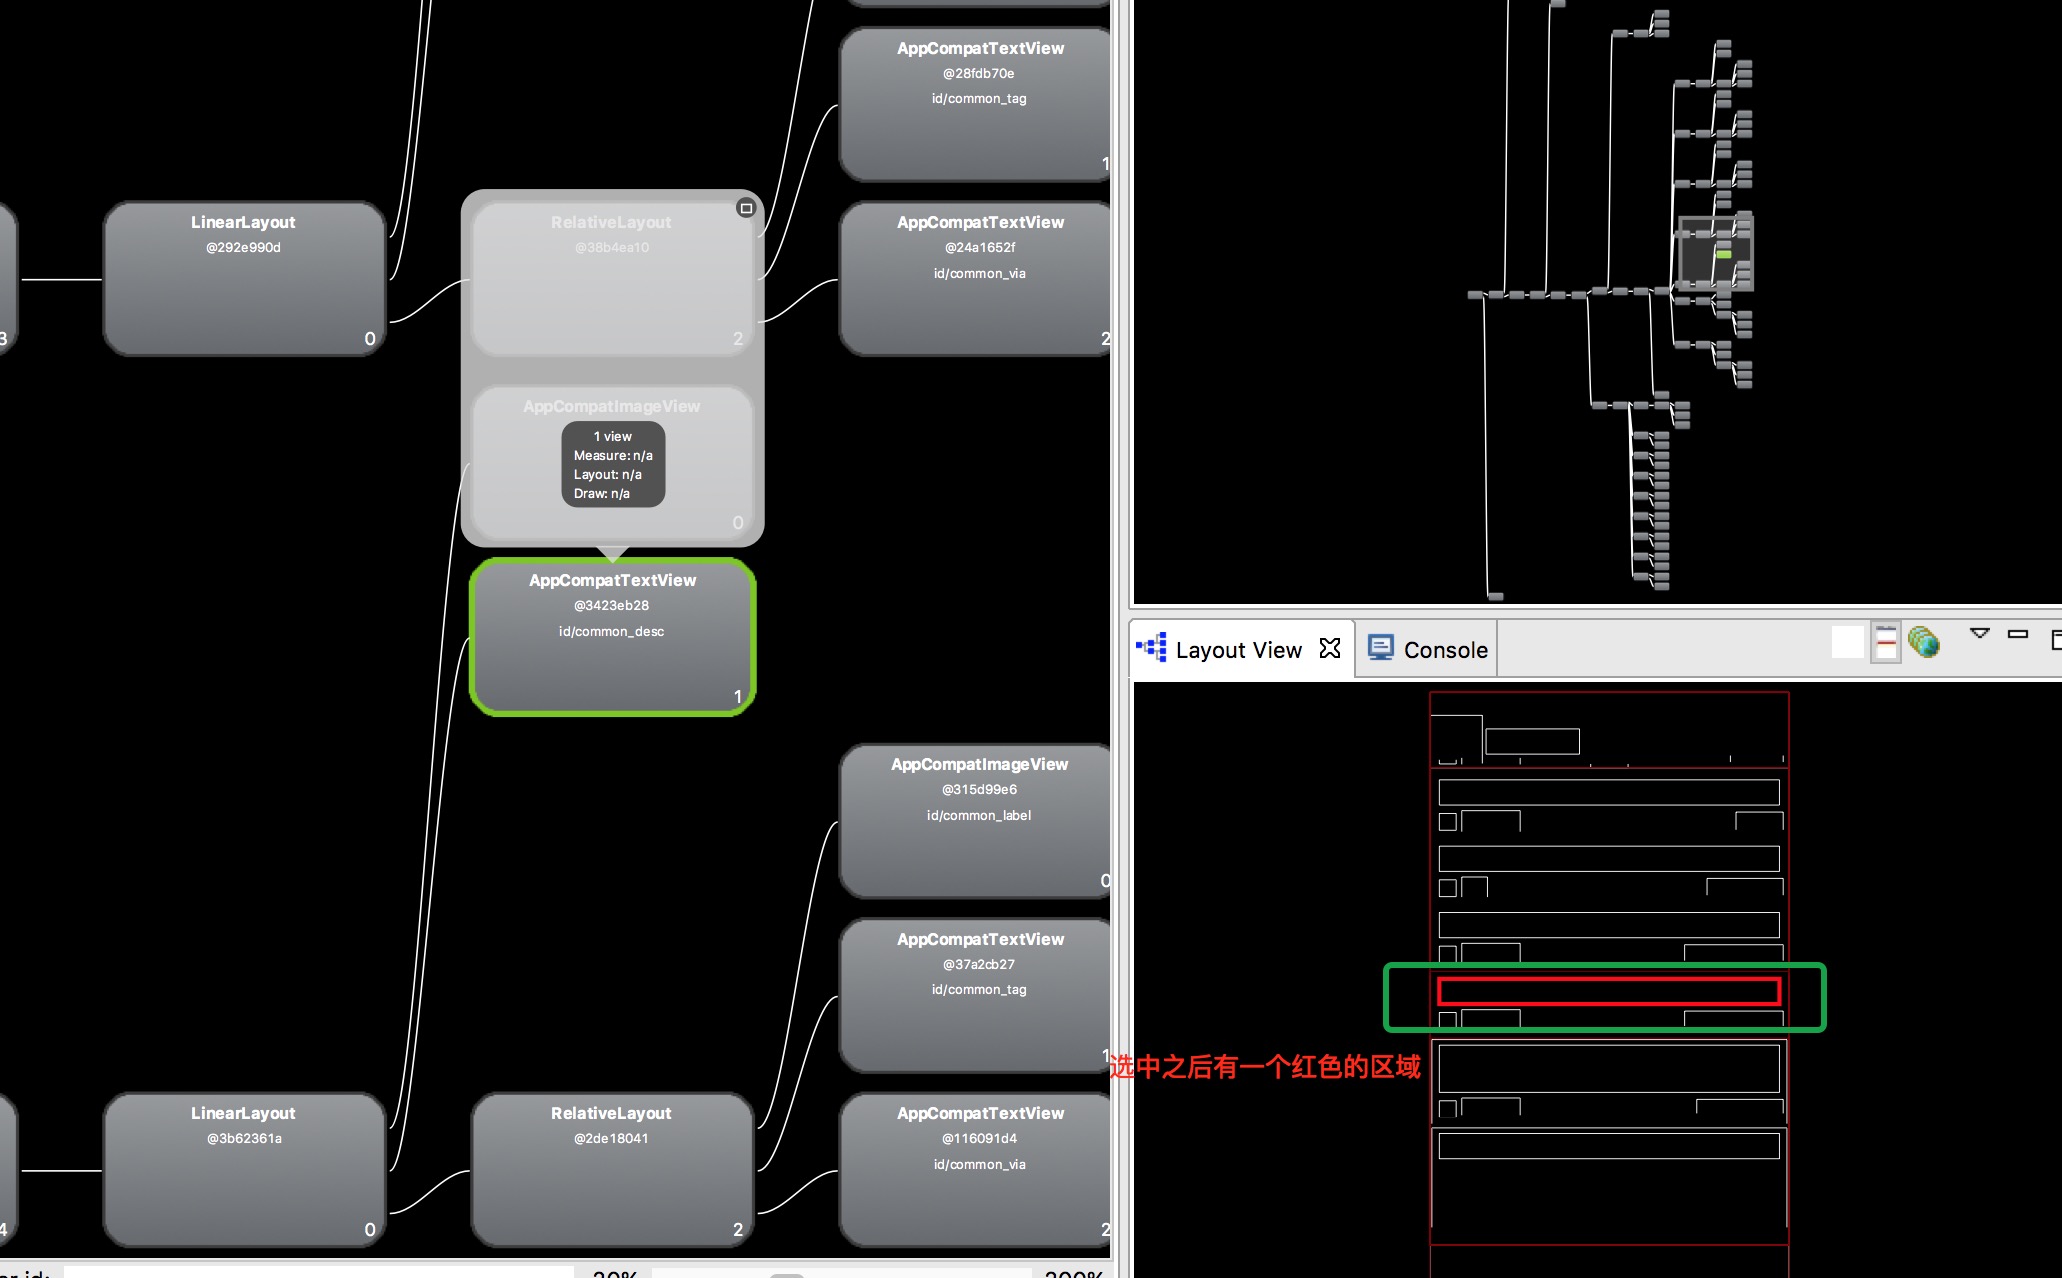 AppCompatTextView
@28fdb70e
id/common_tag
1
LinearLayout
@292e990d
0
RelativeLayout
@38b4ea10
2
AppCompatTextView
@24a1652f
id/common_via
2
3
AppCompatImageView
1 view
Measure: n/a
Layout: n/a
Draw: n/a
0
AppCompatTextView
@3423eb28
id/common_desc
1
AppCompatImageView
@315d99e6
id/common_label
0
AppCompatTextView
@37a2cb27
id/common_tag
1
LinearLayout
@3b62361a
0
RelativeLayout
@2de18041
2
AppCompatTextView
@116091d4
id/common_via
2
4
20%
200%
Layout View
Console
选中之后有一个红色的区域